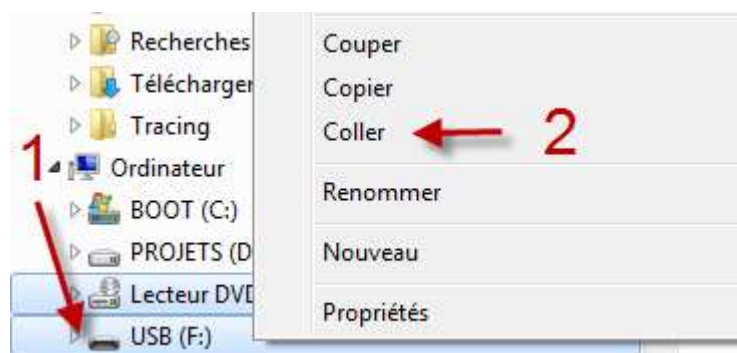 Recherches
Télécharger
Tracing
1
Ordinateur
BOOT (C:)
PROJETS (D
Lecteur DVD
USB (F:)
Couper
Copier
Coller
2
Renommer
Nouveau
Propriétés